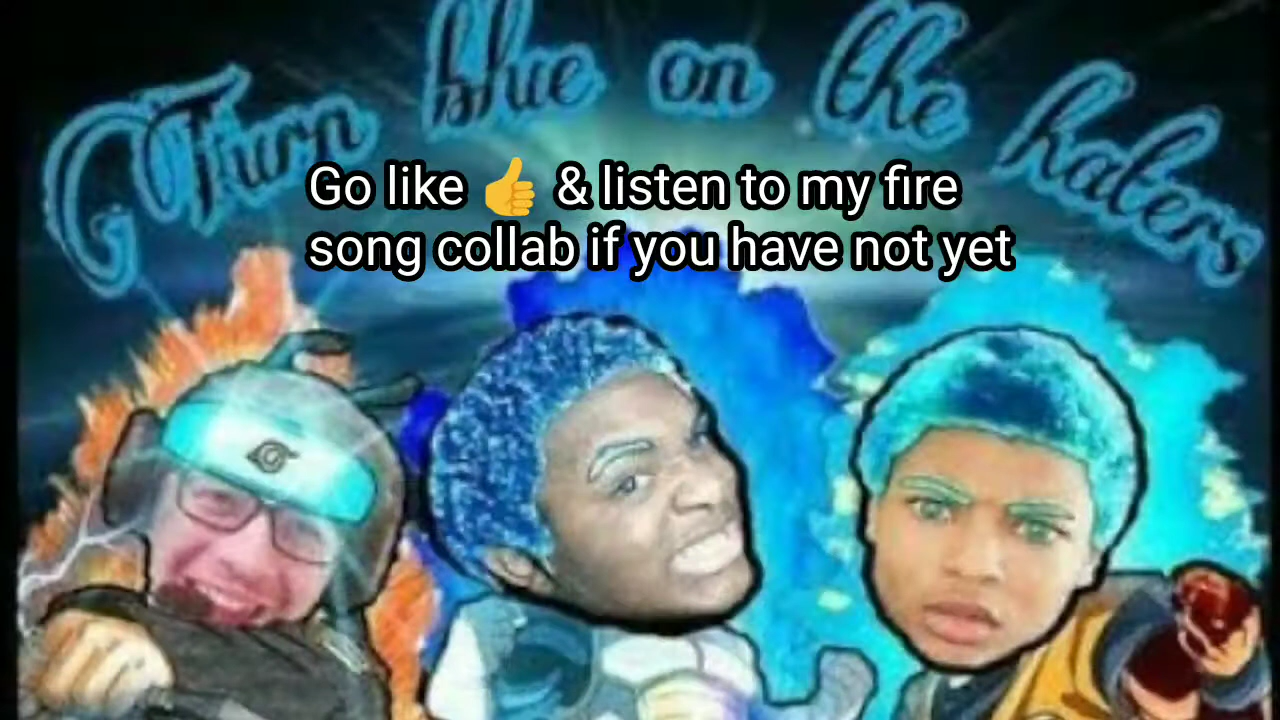 Turn blue on the haters
Go like 👍 & listen to my fire
song collab if you have not yet